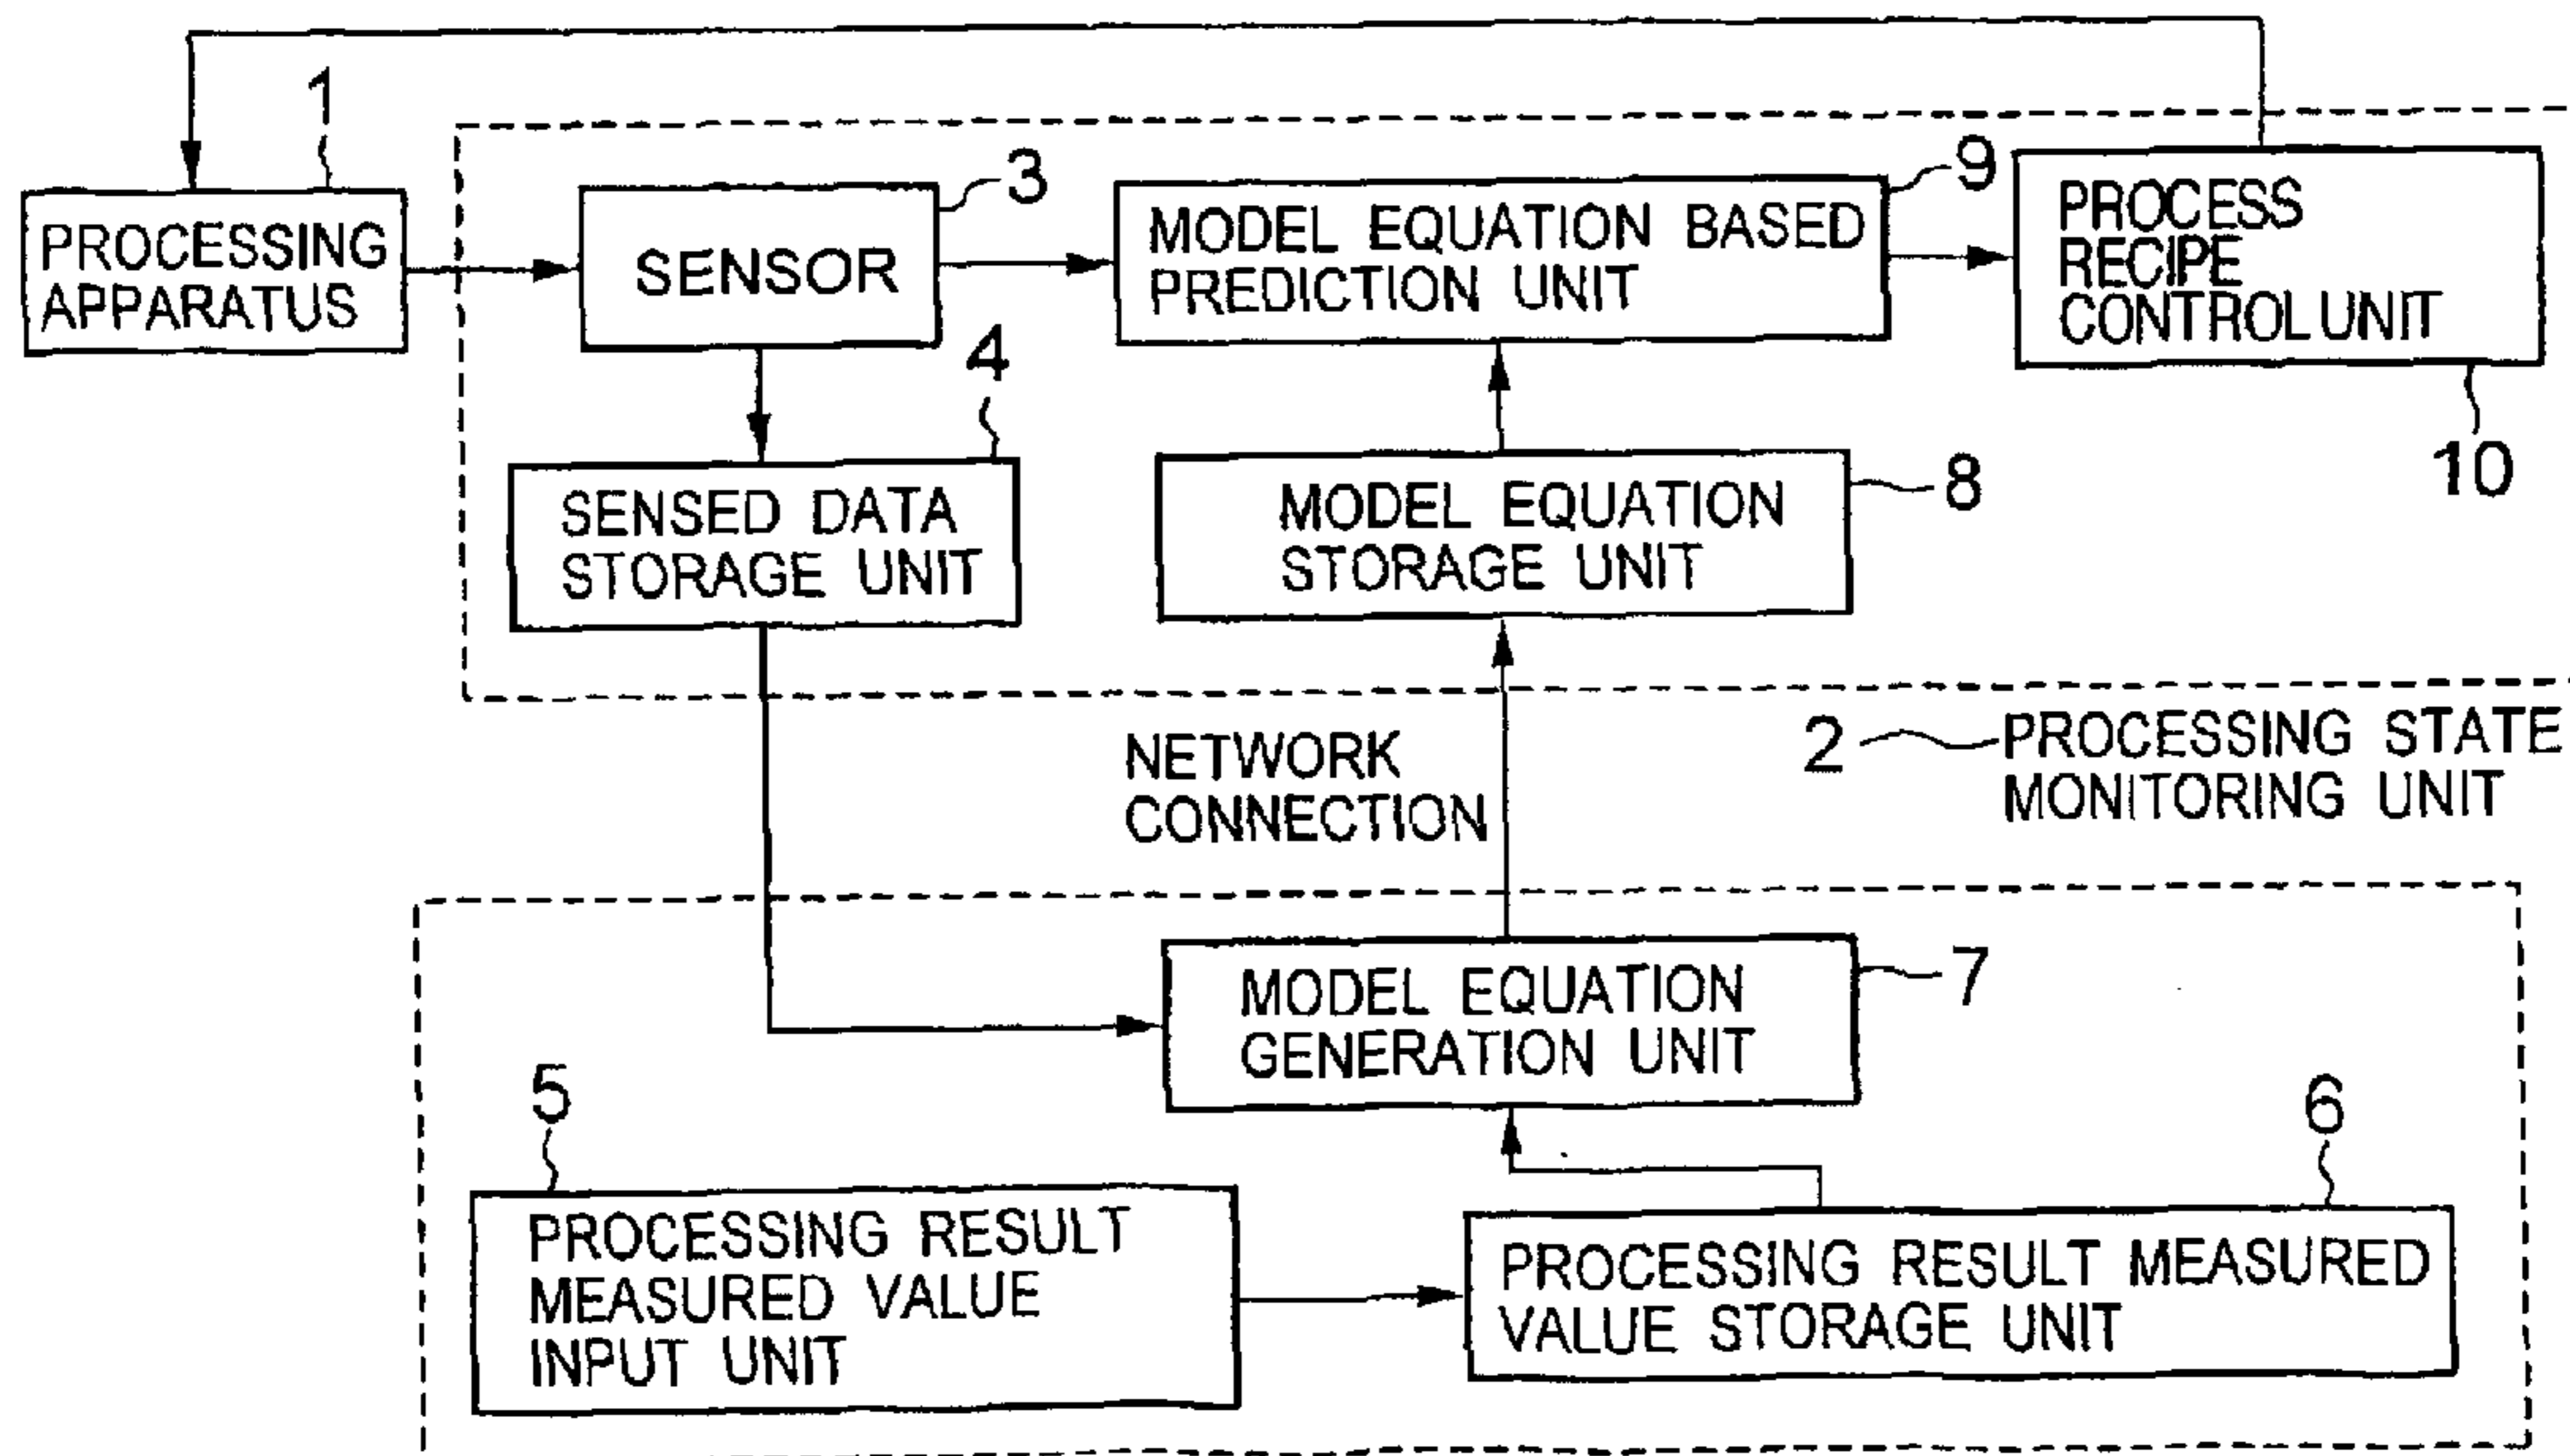 1
PROCESSING
APPARATUS
3
SENSOR
9
MODEL EQUATION BASED
PREDICTION UNIT
PROCESS
RECIPE
CONTROL UNIT
10
4
SENSED DATA
STORAGE UNIT
8
MODEL EQUATION
STORAGE UNIT
NETWORK
CONNECTION
2
PROCESSING STATE
MONITORING UNIT
7
MODEL EQUATION
GENERATION UNIT
5
PROCESSING RESULT
MEASURED VALUE
INPUT UNIT
6
PROCESSING RESULT MEASURED
VALUE STORAGE UNIT